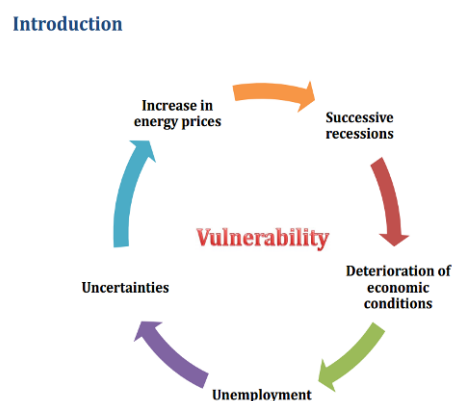 Introduction
Increase in
energy prices
Successive
recessions
Vulnerability
Deterioration of
economic
conditions
Uncertainties
Unemployment